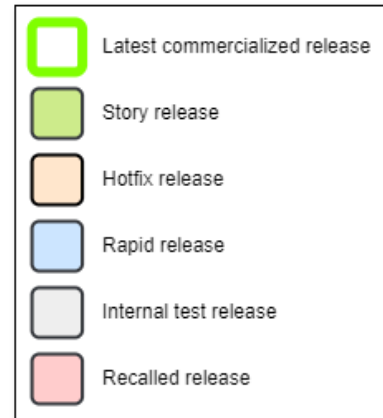 Latest commercialized release
Story release
Hotfix release
Rapid release
Internal test release
Recalled release